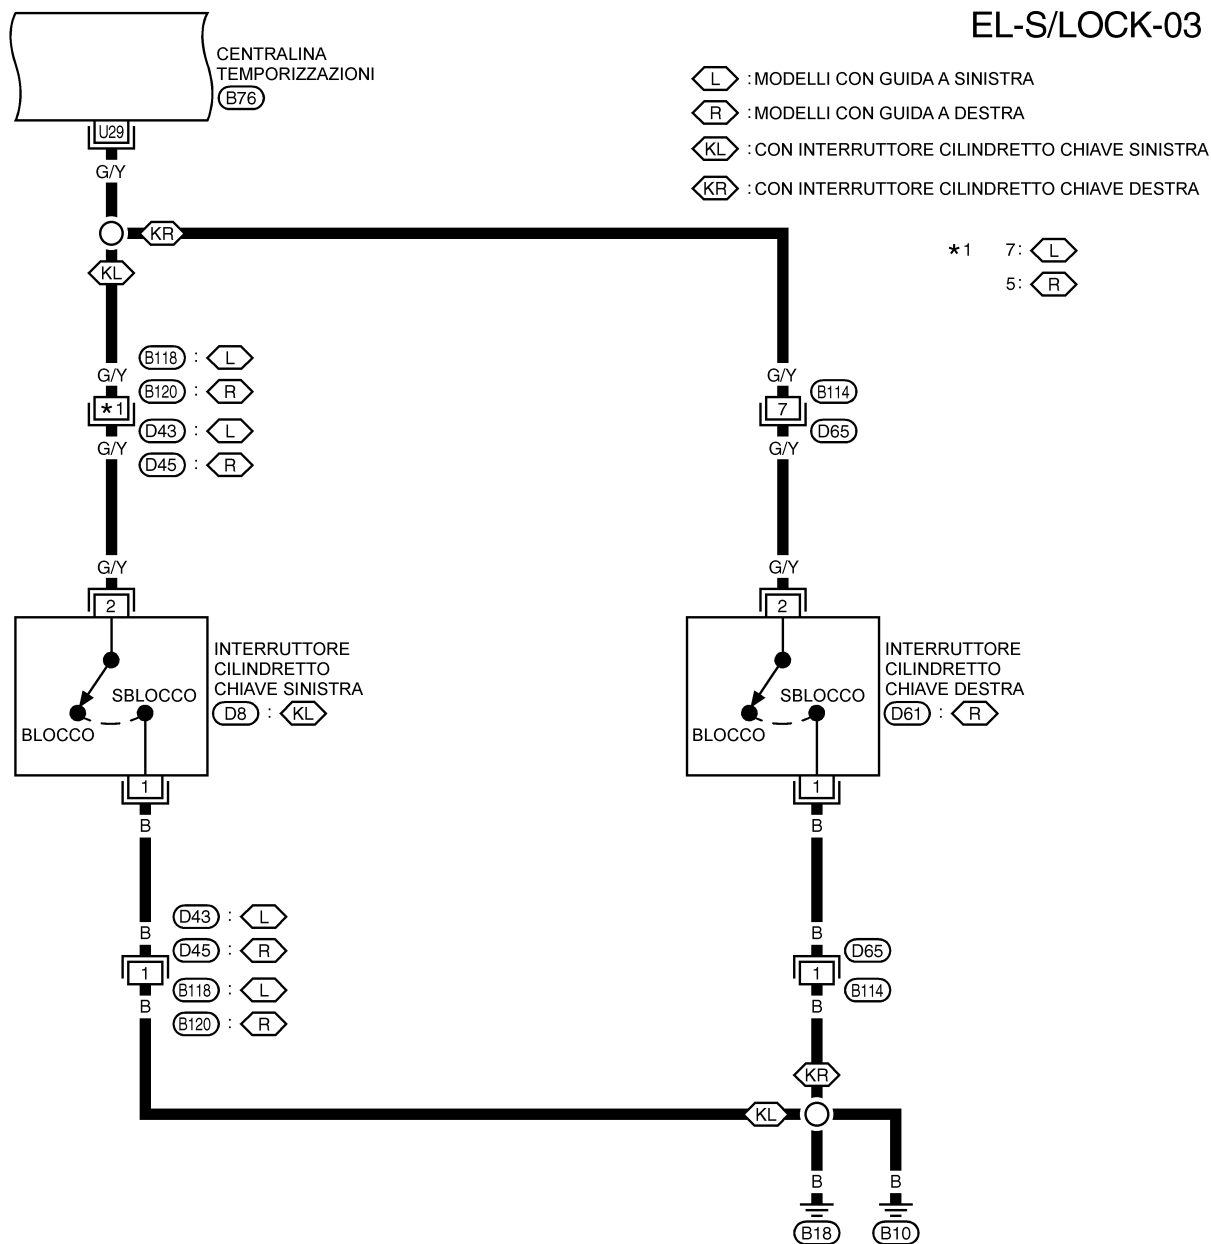 EL-S/LOCK-03
CENTRALINA
TEMPORIZZAZIONI
B76
U29
L : MODELLI CON GUIDA A SINISTRA
R : MODELLI CON GUIDA A DESTRA
KL : CON INTERRUTTORE CILINDRETTO CHIAVE SINISTRA
KR : CON INTERRUTTORE CILINDRETTO CHIAVE DESTRA
*1 7: L
5: R
G/Y
KR
KL
B118 : L
G/Y
B120 : R
*1
D43 : L
G/Y
D45 : R
G/Y
B114
7
D65
G/Y
G/Y
2
INTERRUTTORE
CILINDRETTO
CHIAVE SINISTRA
D8 : KL
SBLOCCO
BLOCCO
1
B
G/Y
2
INTERRUTTORE
CILINDRETTO
CHIAVE DESTRA
D61 : R
SBLOCCO
BLOCCO
1
B
D43 : L
B
D45 : R
1
B118 : L
B
B120 : R
B
D65
1
B114
B
KR
KL
B
B
B18
B10